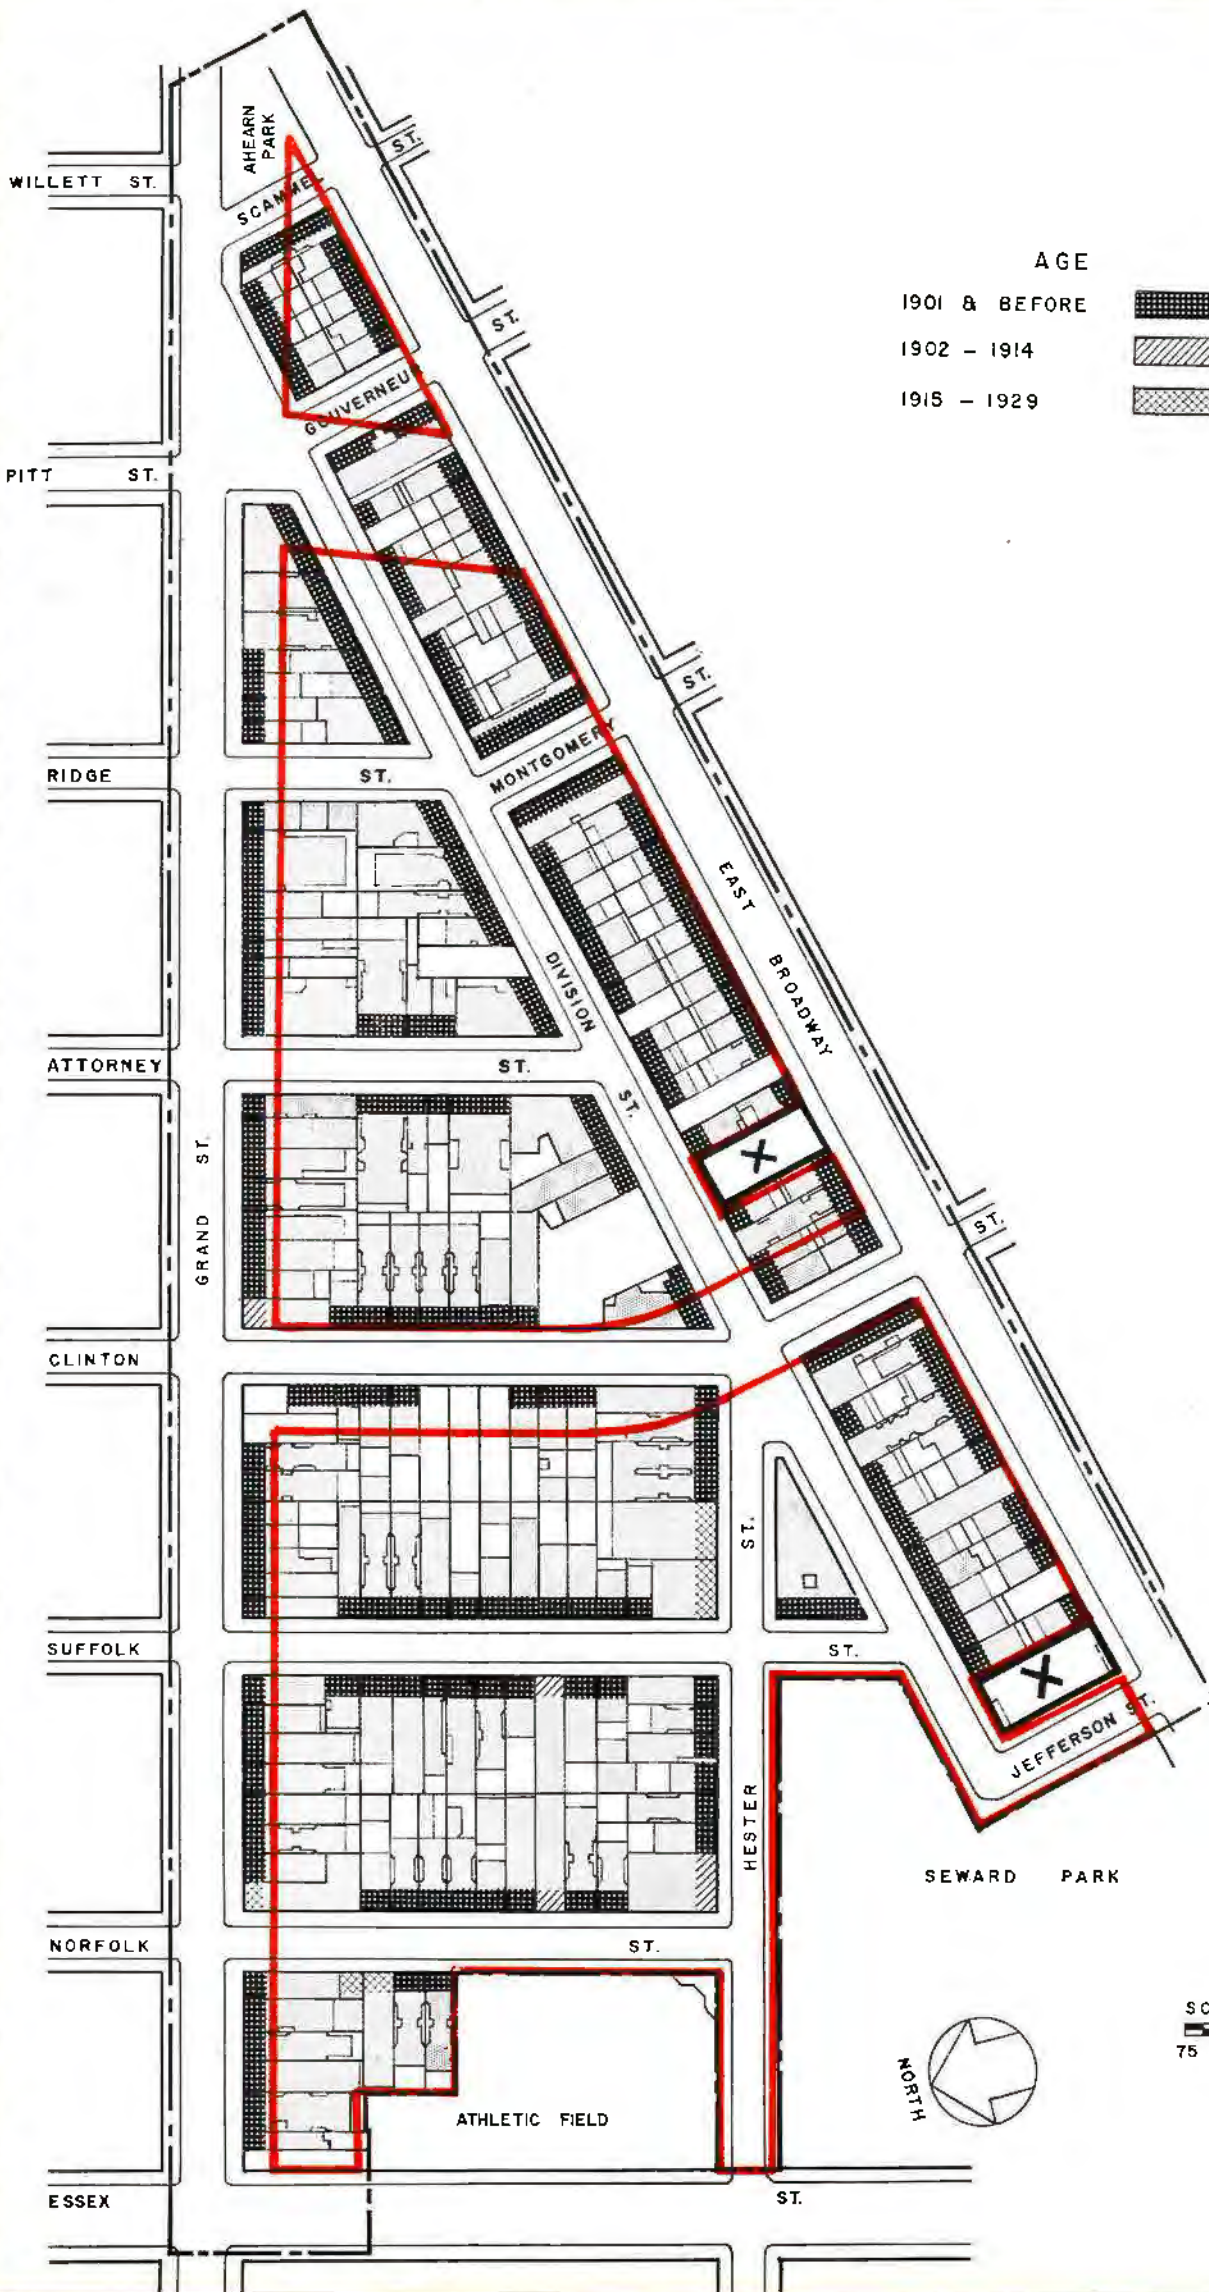 AHEARN
PARK
ST.
WILLETT ST.
SCAMMEL
AGE
1901 & BEFORE
ST.
1902 - 1914
GOUVERNEUR
1915 - 1929
PITT ST.
ST.
MONTGOMERY
RIDGE
ST.
EAST BROADWAY
DIVISION ST.
ATTORNEY
ST.
GRAND ST.
X
ST.
CLINTON
HESTER ST.
SUFFOLK
ST.
X
JEFFERSON ST.
SEWARD PARK
NORFOLK
ST.
NORTH
75
ATHLETIC FIELD
ESSEX
ST.